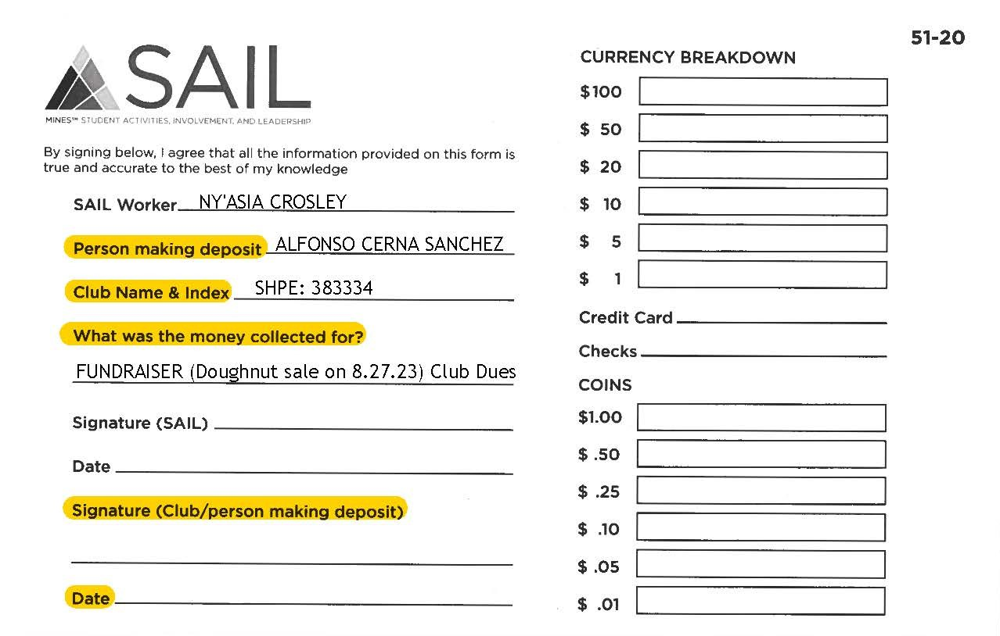 51-20
SAIL
MINES™ STUDENT ACTIVITIES, INVOLVEMENT, AND LEADERSHIP
By signing below, I agree that all the information provided on this form is
true and accurate to the best of my knowledge
SAIL Worker NY'ASIA CROSLEY
Person making deposit ALFONSO CERNA SANCHEZ
Club Name & Index SHPE: 383334
What was the money collected for?
FUNDRAISER (Doughnut sale on 8.27.23) Club Dues
Signature (SAIL)
Date
Signature (Club/person making deposit)
Date
CURRENCY BREAKDOWN
$100
$ 50
$ 20
$ 10
$ 5
$ 1
Credit Card
Checks
COINS
$1.00
$ .50
$ .25
$ .10
$ .05
$ .01